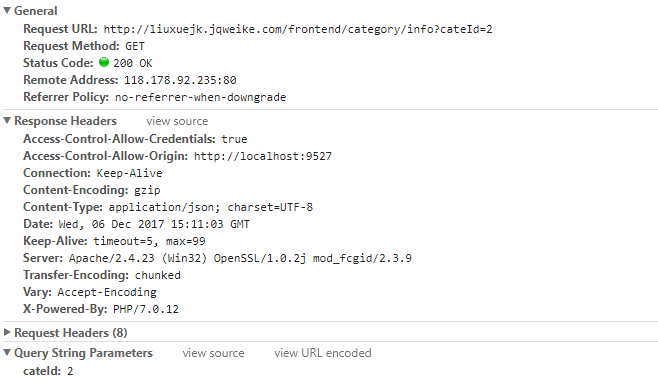 General
Request URL: http://liuxuejk.jqweike.com/frontend/category/info?cateId=2
Request Method: GET
Status Code: 200 OK
Remote Address: 118.178.92.235:80
Referrer Policy: no-referrer-when-downgrade
Response Headers view source
Access-Control-Allow-Credentials: true
Access-Control-Allow-Origin: http://localhost:9527
Connection: Keep-Alive
Content-Encoding: gzip
Content-Type: application/json; charset=UTF-8
Date: Wed, 06 Dec 2017 15:11:03 GMT
Keep-Alive: timeout=5, max=99
Server: Apache/2.4.23 (Win32) OpenSSL/1.0.2j mod_fcgid/2.3.9
Transfer-Encoding: chunked
Vary: Accept-Encoding
X-Powered-By: PHP/7.0.12
Request Headers (8)
Query String Parameters view source view URL encoded
cateId: 2